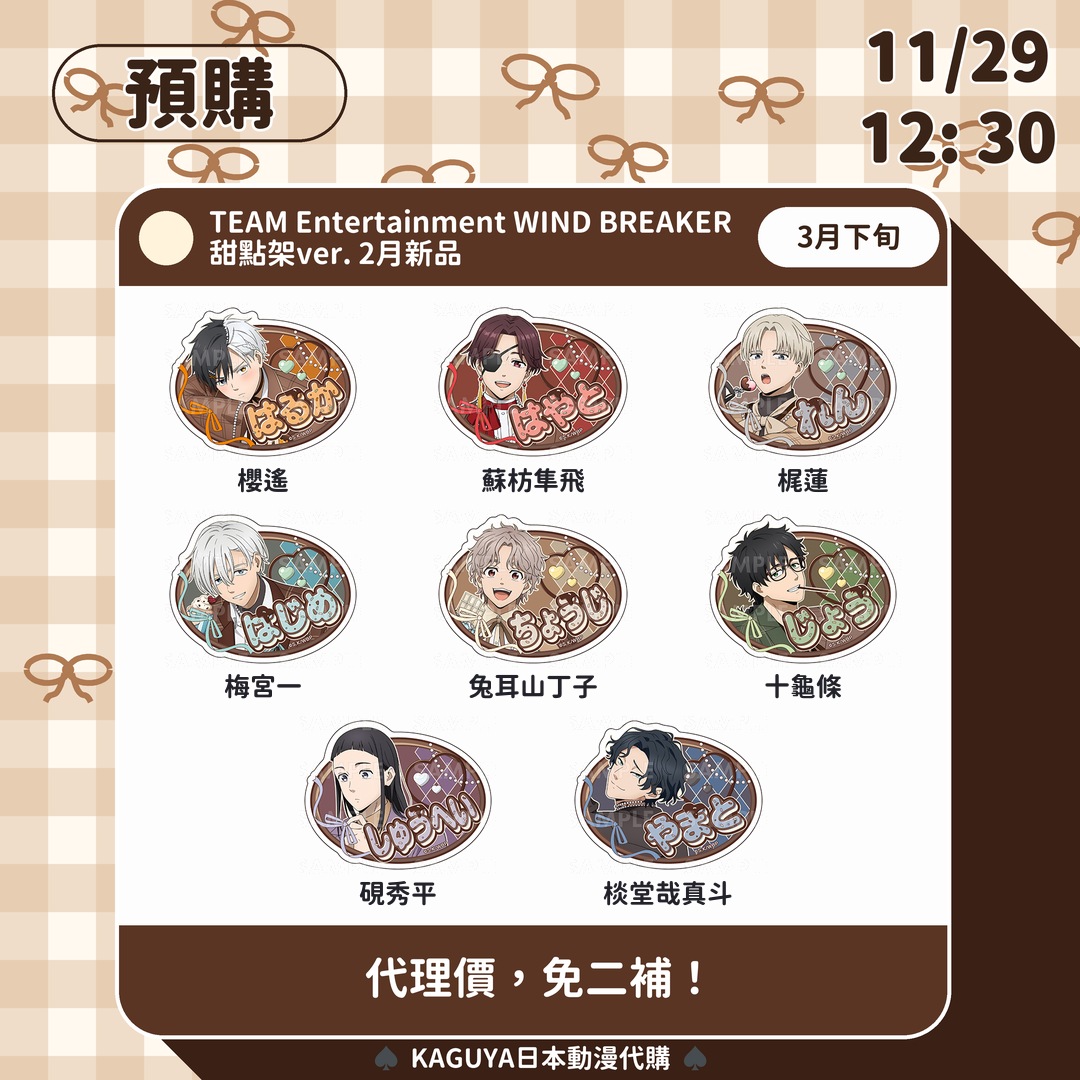 預購
11/29
12:30
TEAM Entertainment WIND BREAKER
甜點架ver. 2月新品
3月下旬
はるか
はやと
れん
櫻遙
蘇枋隼飛
梶蓮
はじめ
ちょうじ
じょう
梅宮一
兔耳山丁子
十龜條
しゅうへい
やまと
硯秀平
棪堂哉真斗
代理價，免二補！
♠ KAGUYA日本動漫代購 ♠